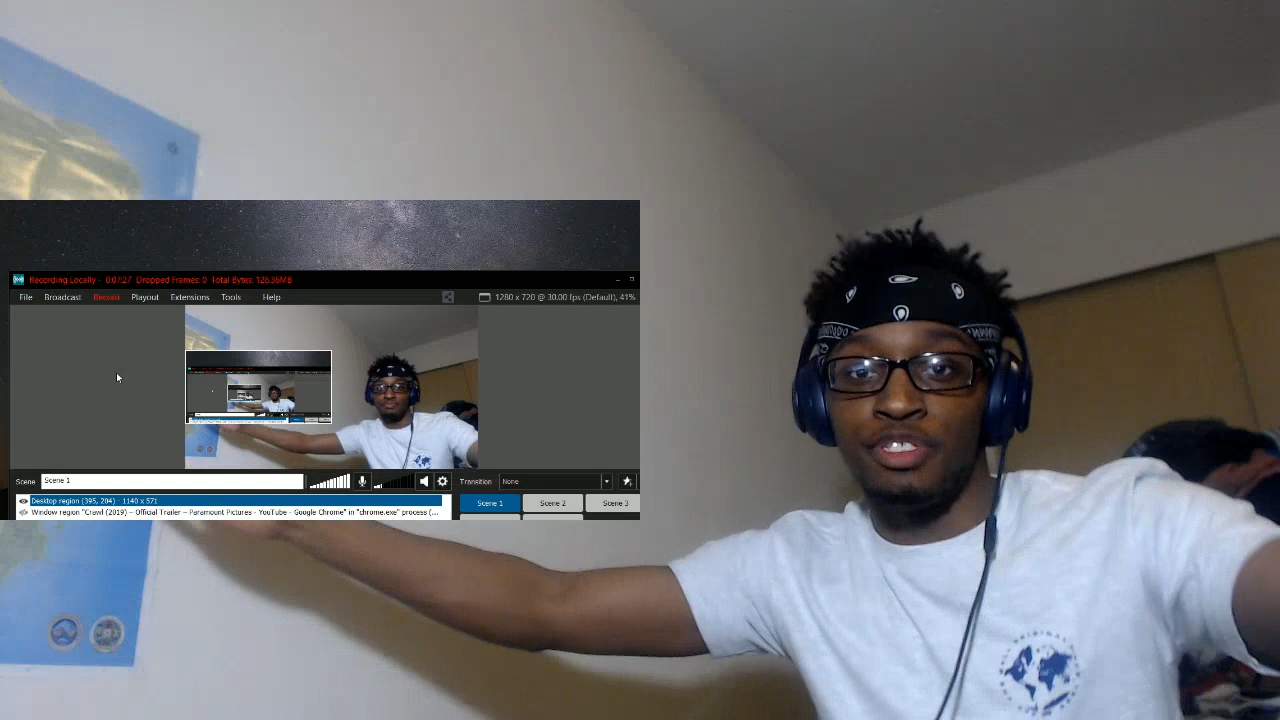 Recording Locally - 0:07:27 Dropped Frames: 0 Total Bytes: 128.36MB
File Broadcast Record Playout Extensions Tools Help 1280 x 720 @ 30.00 fps (Default), 41%
Scene Scene 1 Transition None
Desktop region (395, 204) - 1140 x 571 Scene 1 Scene 2 Scene 3
Window region "Crawl (2019) – Official Trailer – Paramount Pictures - YouTube - Google Chrome" in "chrome.exe" process (...
ORIGINAL